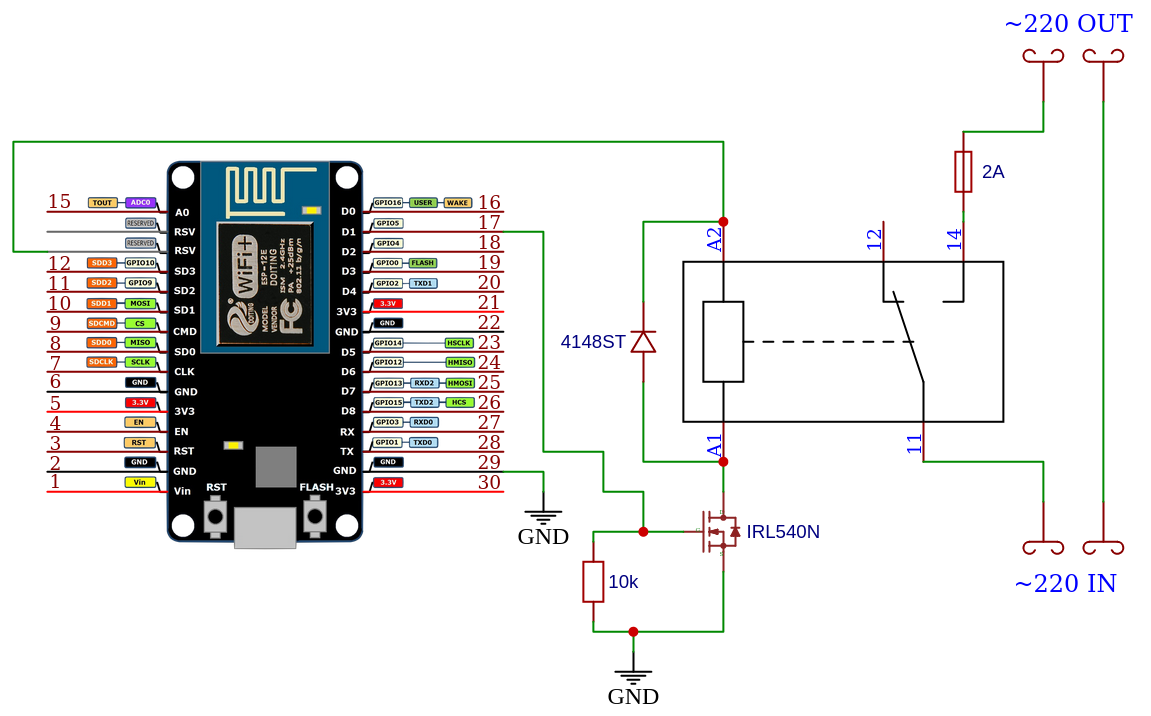 ~220 OUT
2A
A2
12
14
4148ST
A1
11
IRL540N
10k
GND
GND
~220 IN
15 TOUT ADC0 A0
RESERVED RSV
RESERVED RSV
12 SDD3 GPIO10 SD3
11 SDD2 GPIO9 SD2
10 SDD1 MOSI SD1
9 SDCMD CS CMD
8 SDD0 MISO SD0
7 SDCLK SCLK CLK
6 GND GND
5 3.3V 3V3
4 EN EN
3 RST RST
2 GND GND
1 Vin Vin
D0 GPIO16 USER WAKE 16
D1 GPIO5 17
D2 GPIO4 18
D3 GPIO0 FLASH 19
D4 GPIO2 TXD1 20
3V3 3.3V 21
GND GND 22
D5 GPIO14 HSCLK 23
D6 GPIO12 HMISO 24
D7 GPIO13 RXD2 HMOSI 25
D8 GPIO15 TXD2 HCS 26
RX GPIO3 RXD0 27
TX GPIO1 TXD0 28
GND GND 29
3V3 3.3V 30
WiFi+
MODEL ESP-12E
VENDOR DOITING
ISM 2.4GHz
PA +25dBm
802.11 b/g/n
FC
DOITING
RST
FLASH